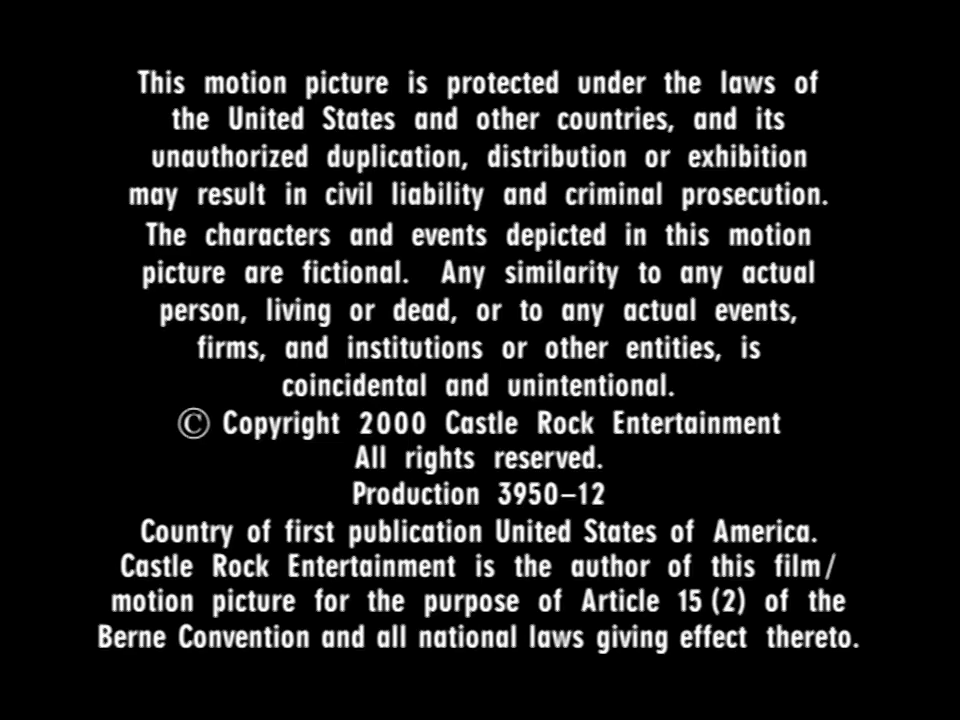 This motion picture is protected under the laws of
the United States and other countries, and its
unauthorized duplication, distribution or exhibition
may result in civil liability and criminal prosecution.
The characters and events depicted in this motion
picture are fictional. Any similarity to any actual
person, living or dead, or to any actual events,
firms, and institutions or other entities, is
coincidental and unintentional.
© Copyright 2000 Castle Rock Entertainment
All rights reserved.
Production 3950–12
Country of first publication United States of America.
Castle Rock Entertainment is the author of this film/
motion picture for the purpose of Article 15 (2) of the
Berne Convention and all national laws giving effect thereto.